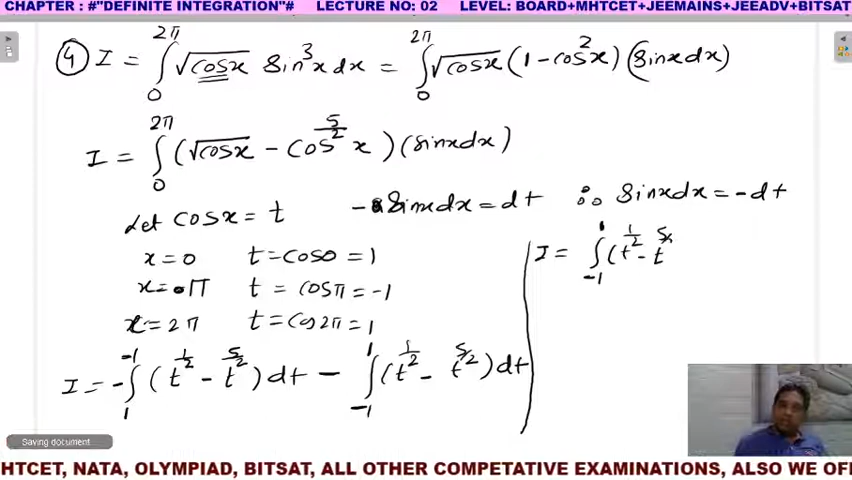 CHAPTER : #"DEFINITE INTEGRATION"# LECTURE NO: 02 LEVEL: BOARD+MHTCET+JEEMAINS+JEEADV+BITSAT
④ I = ∫₀^{2π} √cosx sin³x dx = ∫₀^{2π} √cosx (1 - cos²x) (sinx dx)
I = ∫₀^{2π} (√cosx - cos^{5/2} x) (sinx dx)
Let cosx = t -sinx dx = dt ∴ sinx dx = -dt
x = 0 t = cos0 = 1
x = π t = cosπ = -1
x = 2π t = cos2π = 1
I = -∫₁^{-1} (t^{1/2} - t^{5/2}) dt - ∫₋₁^{1} (t^{1/2} - t^{5/2}) dt
I = ∫₋₁^{1} (t^{1/2} - t^{5/
Saving document
HTCET, NATA, OLYMPIAD, BITSAT, ALL OTHER COMPETATIVE EXAMINATIONS, ALSO WE OF